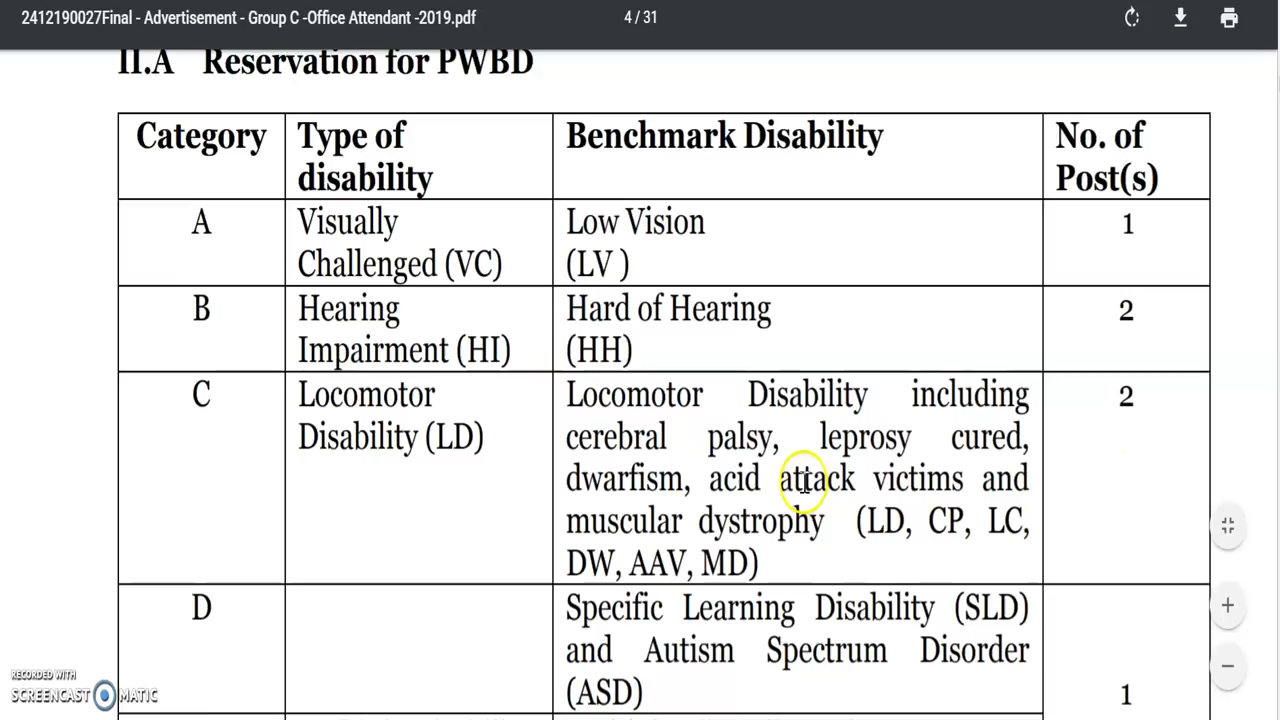 2412190027Final - Advertisement - Group C -Office Attendant -2019.pdf
4 / 31
II.A Reservation for PWBD
Category
Type of
disability
Benchmark Disability
No. of
Post(s)
A
Visually
Challenged (VC)
Low Vision
(LV )
1
B
Hearing
Impairment (HI)
Hard of Hearing
(HH)
2
C
Locomotor
Disability (LD)
Locomotor Disability including
cerebral palsy, leprosy cured,
dwarfism, acid attack victims and
muscular dystrophy (LD, CP, LC,
DW, AAV, MD)
2
D
Specific Learning Disability (SLD)
and Autism Spectrum Disorder
(ASD)
1
RECORDED WITH
SCREENCAST MATIC